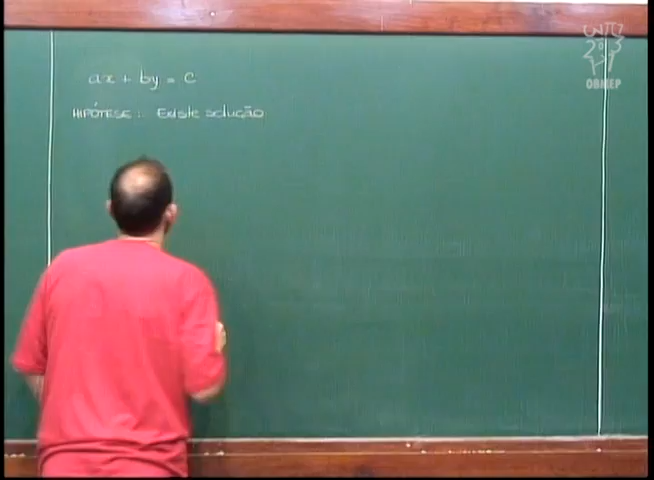 ax + by = c
HIPÓTESE: Existe solução
OBMEP